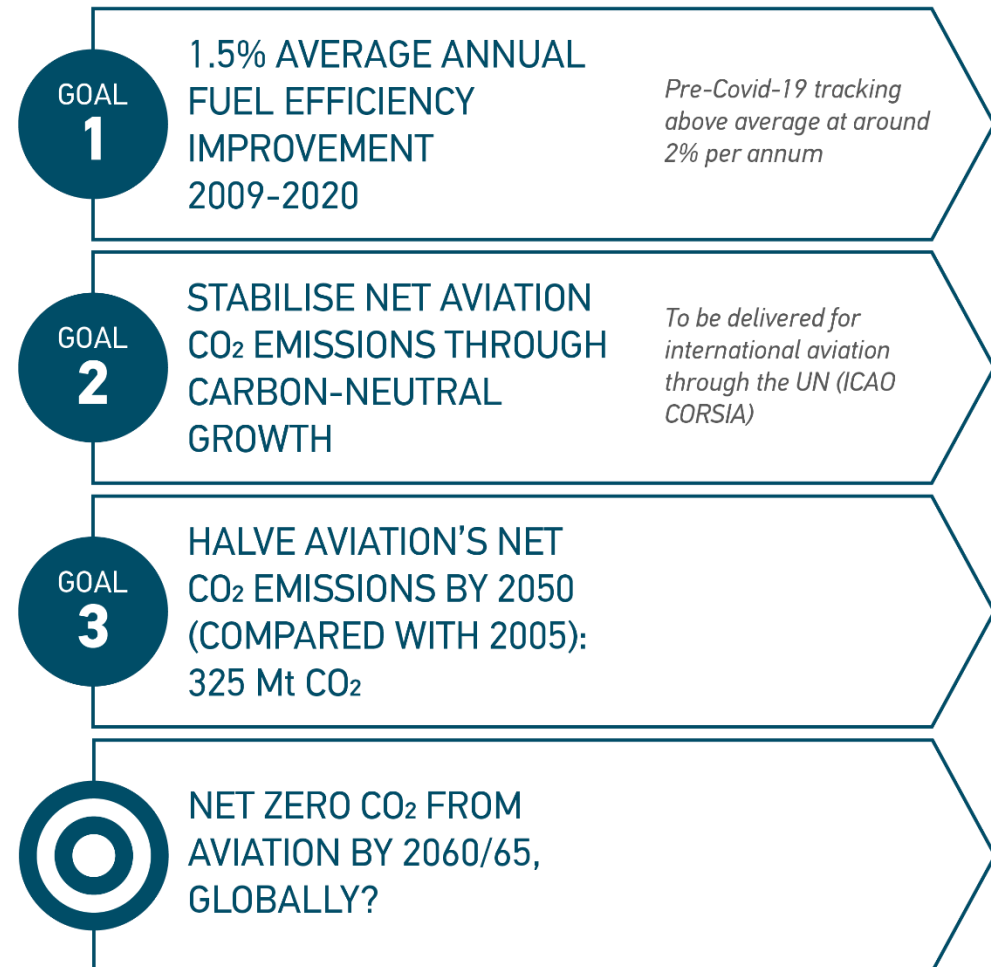 GOAL
1
1.5% AVERAGE ANNUAL
FUEL EFFICIENCY
IMPROVEMENT
2009-2020
Pre-Covid-19 tracking
above average at around
2% per annum
GOAL
2
STABILISE NET AVIATION
CO₂ EMISSIONS THROUGH
CARBON-NEUTRAL
GROWTH
To be delivered for
international aviation
through the UN (ICAO
CORSIA)
GOAL
3
HALVE AVIATION’S NET
CO₂ EMISSIONS BY 2050
(COMPARED WITH 2005):
325 Mt CO₂
NET ZERO CO₂ FROM
AVIATION BY 2060/65,
GLOBALLY?